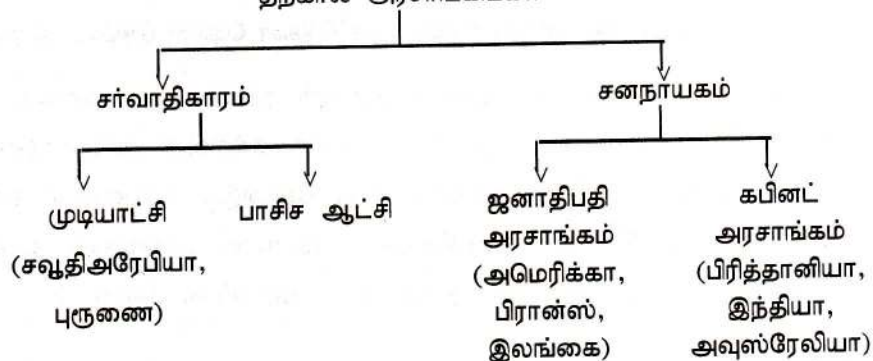 தற்கால
சர்வாதிகாரம்
சனநாயகம்
முடியாட்சி
(சவூதிஅரேபியா,
புரூணை)
பாசிச ஆட்சி
ஜனாதிபதி
அரசாங்கம்
(அமெரிக்கா,
பிரான்ஸ்,
இலங்கை)
கபினட்
அரசாங்கம்
(பிரித்தானியா,
இந்தியா,
அவுஸ்ரேலியா)